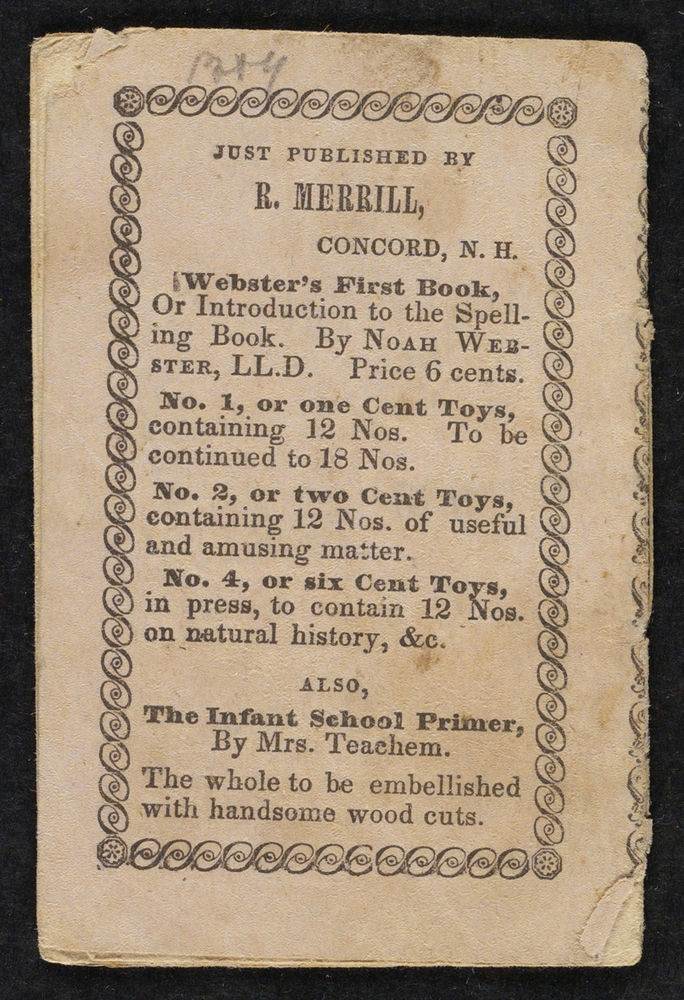 JUST PUBLISHED BY
R. MERRILL,
CONCORD, N. H.
Webster's First Book,
Or Introduction to the Spell-
ing Book. By NOAH WEB-
STER, LL.D. Price 6 cents.
No. 1, or one Cent Toys,
containing 12 Nos. To be
continued to 18 Nos.
No. 2, or two Cent Toys,
containing 12 Nos. of useful
and amusing matter.
No. 4, or six Cent Toys,
in press, to contain 12 Nos.
on natural history, &c.
ALSO,
The Infant School Primer,
By Mrs. Teachem.
The whole to be embellished
with handsome wood cuts.